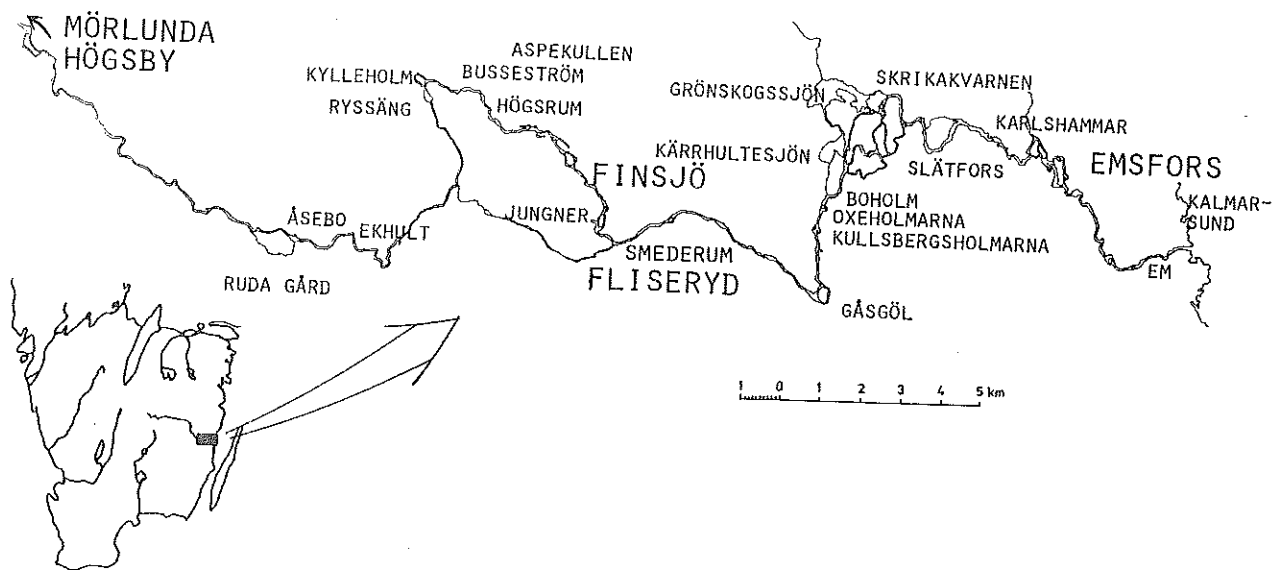 MÖRLUNDA
HÖGSBY
ASPEKULLEN
KYLLEHOLM
BUSSESTRÖM
RYSSÄNG
HÖGSRUM
SKRIKAKVARNEN
GRÖNSKOGSSJÖN
KARLSHAMMAR
KÄRRHULTESJÖN
SLÄTFORS
EMSFORS
FINSJÖ
BOHOLM
OXEHOLMARNA
KULLSBERGSHOLMARNA
KALMAR-
SUND
ÅSEBO
EKHULT
JUNGNER
SMEDERUM
FLISERYD
EM
RUDA GÅRD
GÅSGÖL
1 0 1 2 3 4 5 km